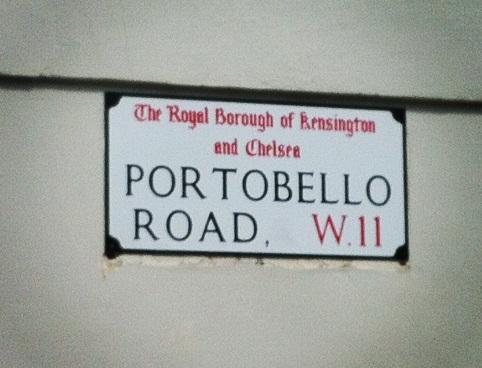 The Royal Borough of Kensington
and Chelsea
PORTOBELLO
ROAD, W.11